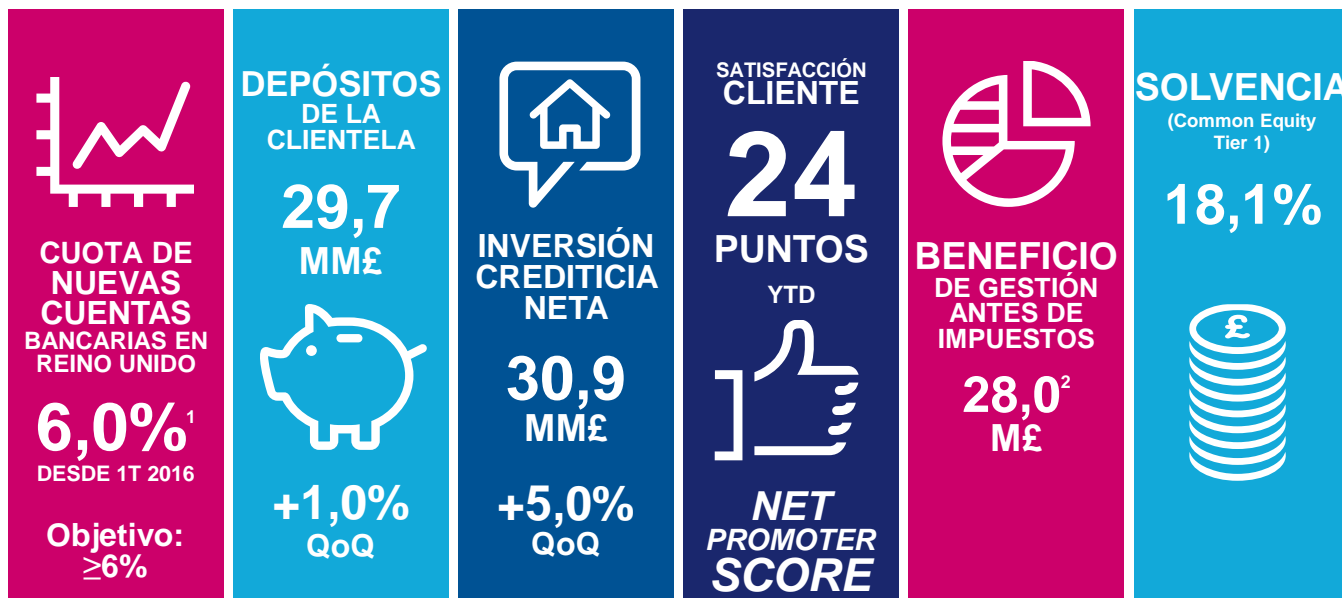 CUOTA DE
NUEVAS
CUENTAS
BANCARIAS EN
REINO UNIDO
6,0%¹
DESDE 1T 2016
Objetivo:
≥6%
DEPÓSITOS
DE LA
CLIENTELA
29,7
MM£
+1,0%
QoQ
INVERSIÓN
CREDITICIA
NETA
30,9
MM£
+5,0%
QoQ
SATISFACCIÓN
CLIENTE
24
PUNTOS
YTD
NET
PROMOTER
SCORE
BENEFICIO
DE GESTIÓN
ANTES DE
IMPUESTOS
28,0²
M£
SOLVENCIA
(Common Equity
Tier 1)
18,1%
£